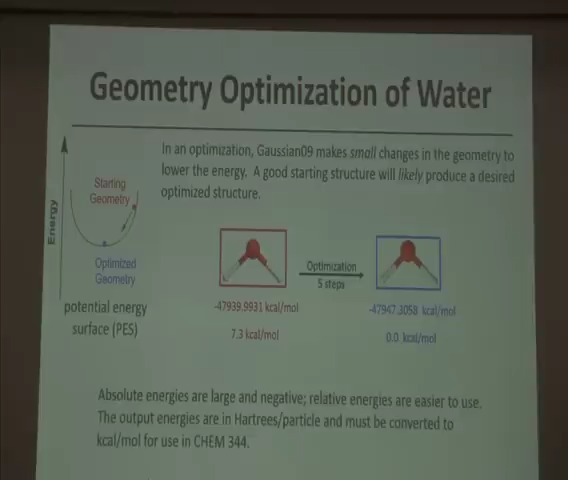 Geometry Optimization of Water
In an optimization, Gaussian09 makes small changes in the geometry to
lower the energy. A good starting structure will likely produce a desired
optimized structure.
Energy
Starting
Geometry
Optimized
Geometry
potential energy
surface (PES)
Optimization
5 steps
-47939.9931 kcal/mol
7.3 kcal/mol
-47947.3058 kcal/mol
0.0 kcal/mol
Absolute energies are large and negative; relative energies are easier to use.
The output energies are in Hartrees/particle and must be converted to
kcal/mol for use in CHEM 344.